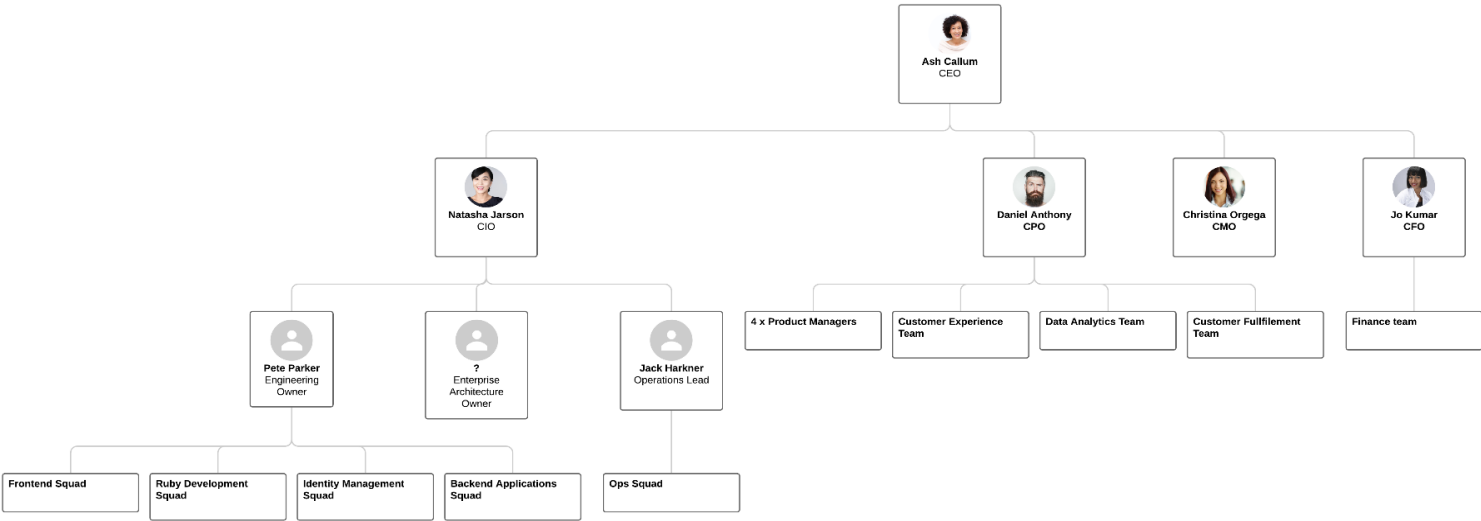 Ash Callum
CEO
Natasha Jarson
CIO
Daniel Anthony
CPO
Christina Orgega
CMO
Jo Kumar
CFO
Pete Parker
Engineering
Owner
?
Enterprise
Architecture
Owner
Jack Harkner
Operations Lead
4 x Product Managers
Customer Experience
Team
Data Analytics Team
Customer Fullfilement
Team
Finance team
Frontend Squad
Ruby Development
Squad
Identity Management
Squad
Backend Applications
Squad
Ops Squad